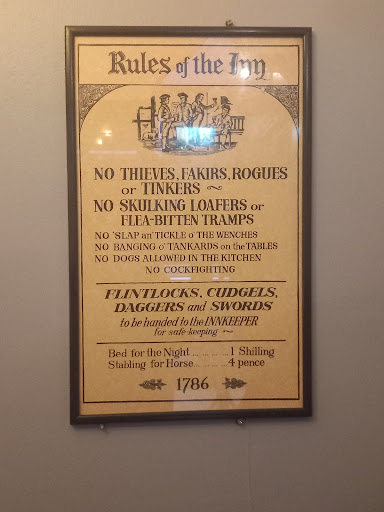 Rules of the Inn
NO THIEVES, FAKIRS, ROGUES
or TINKERS ~
NO SKULKING LOAFERS or
FLEA-BITTEN TRAMPS
NO 'SLAP an' TICKLE o' THE WENCHES
NO BANGING o' TANKARDS on the TABLES
NO DOGS ALLOWED IN THE KITCHEN
NO COCKFIGHTING
FLINTLOCKS, CUDGELS,
DAGGERS and SWORDS
to be handed to the INNKEEPER
for safe-keeping ~
Bed for the Night ............ 1 Shilling
Stabling for Horse ......... 4 pence
1786